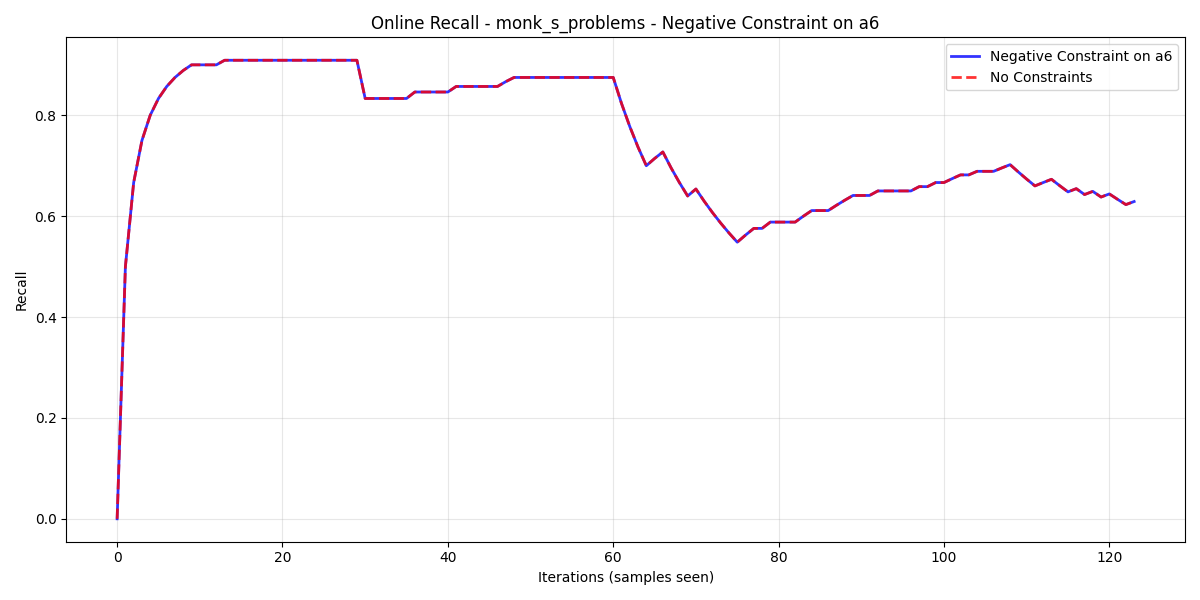 Online Recall - monk_s_problems - Negative Constraint on a6
Negative Constraint on a6
No Constraints
Recall
0.8
0.6
0.4
0.2
0.0
0 20 40 60 80 100 120
Iterations (samples seen)